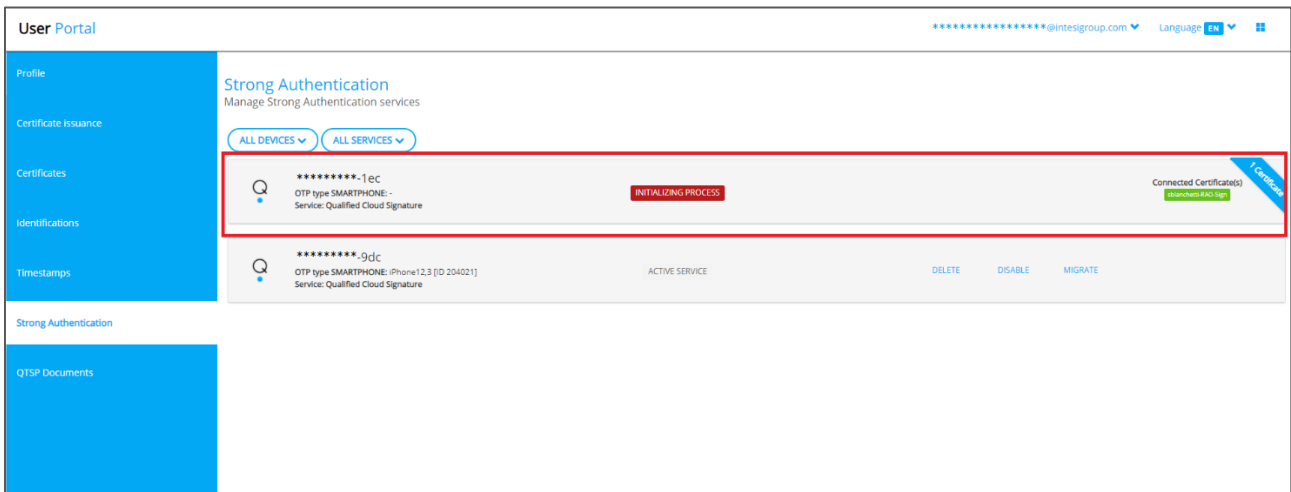 User Portal
*****************@intesigroup.com Language EN
Profile
Certificate issuance
Certificates
Identifications
Timestamps
Strong Authentication
QTSP Documents
Strong Authentication
Manage Strong Authentication services
ALL DEVICES ALL SERVICES
*********-1ec
OTP type SMARTPHONE: -
Service: Qualified Cloud Signature
INITIALIZING PROCESS
Connected Certificate(s)
sbianchetti-RAO-Sign
1 Certificate
*********-9dc
OTP type SMARTPHONE: iPhone12,3 [ID 204021]
Service: Qualified Cloud Signature
ACTIVE SERVICE
DELETE DISABLE MIGRATE